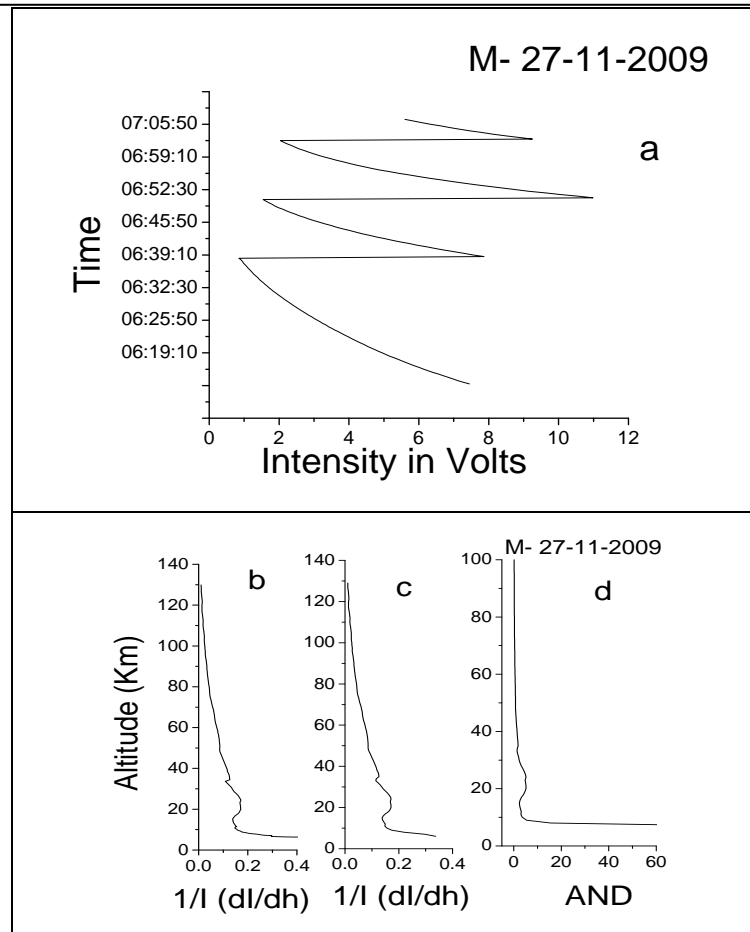 M- 27-11-2009
a
Time
07:05:50
06:59:10
06:52:30
06:45:50
06:39:10
06:32:30
06:25:50
06:19:10
0 2 4 6 8 10 12
Intensity in Volts
b
Altitude (Km)
140
120
100
80
60
40
20
0
0.0 0.2 0.4
1/I (dI/dh)
c
140
120
100
80
60
40
20
0
0.0 0.2 0.4
1/I (dI/dh)
M- 27-11-2009
d
100
80
60
40
20
0
0 20 40 60
AND